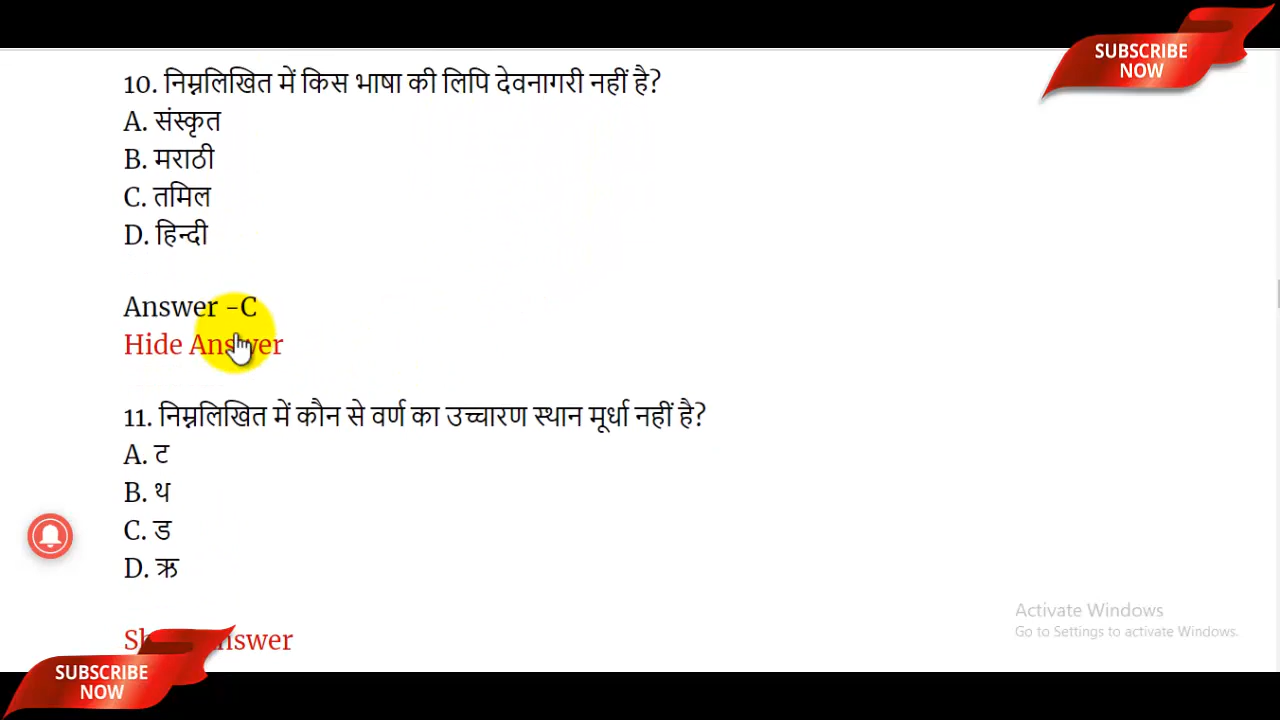 SUBSCRIBE
NOW
10. निम्नलिखित में किस भाषा की लिपि देवनागरी नहीं है?
A. संस्कृत
B. मराठी
C. तमिल
D. हिन्दी
Answer -C
Hide Answer
11. निम्नलिखित में कौन से वर्ण का उच्चारण स्थान मूर्धा नहीं है?
A. ट
B. थ
C. ड
D. ऋ
Activate Windows
Go to Settings to activate Windows.
SUBSCRIBE
NOW